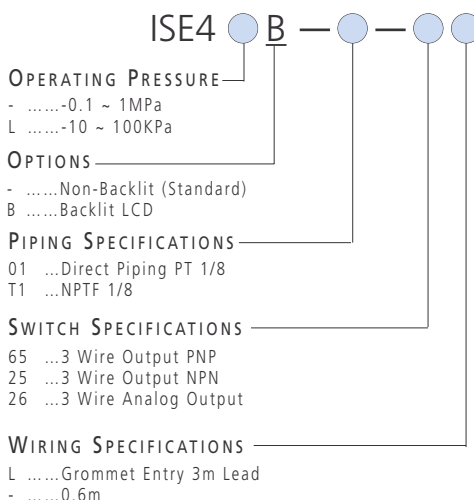 ISE4 B — — 
OPERATING PRESSURE
- ......-0.1 ~ 1MPa
L ......-10 ~ 100KPa
OPTIONS
- ......Non-Backlit (Standard)
B ......Backlit LCD
PIPING SPECIFICATIONS
01 ...Direct Piping PT 1/8
T1 ...NPTF 1/8
SWITCH SPECIFICATIONS
65 ...3 Wire Output PNP
25 ...3 Wire Output NPN
26 ...3 Wire Analog Output
WIRING SPECIFICATIONS
L ......Grommet Entry 3m Lead
- ......0.6m